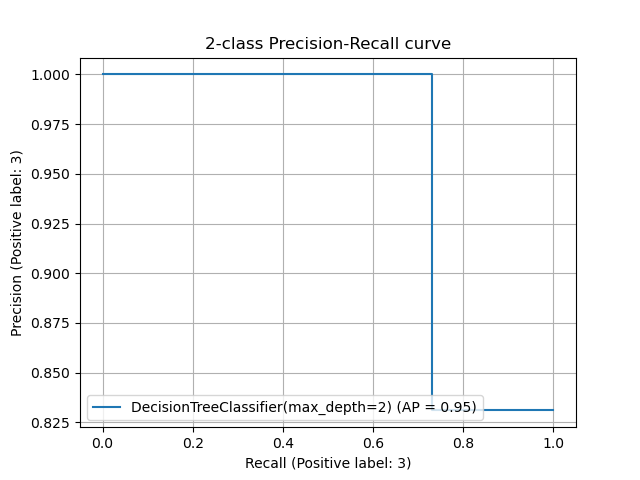 2-class Precision-Recall curve
1.000
0.975
0.950
0.925
0.900
0.875
0.850
0.825
Precision (Positive label: 3)
DecisionTreeClassifier(max_depth=2) (AP = 0.95)
0.0 0.2 0.4 0.6 0.8 1.0
Recall (Positive label: 3)